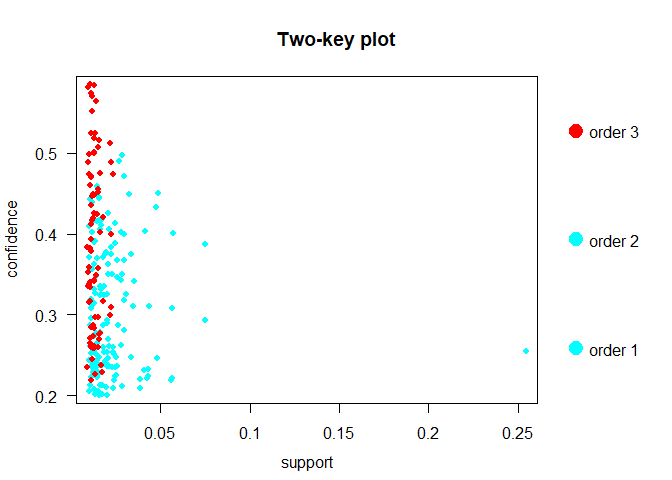 Two-key plot
confidence
0.5
0.4
0.3
0.2
0.05
0.1
0.15
0.2
0.25
support
order 3
order 2
order 1